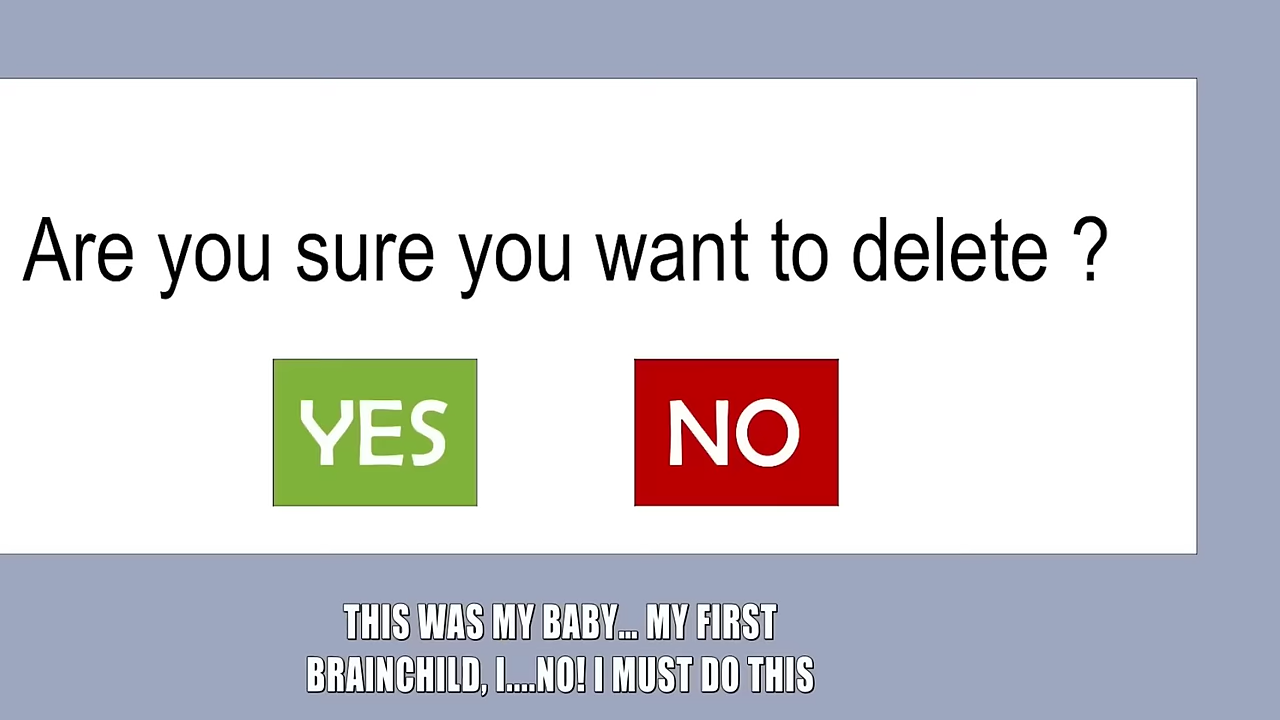 Are you sure you want to delete ?
YES NO
THIS WAS MY BABY... MY FIRST
BRAINCHILD, I....NO! I MUST DO THIS